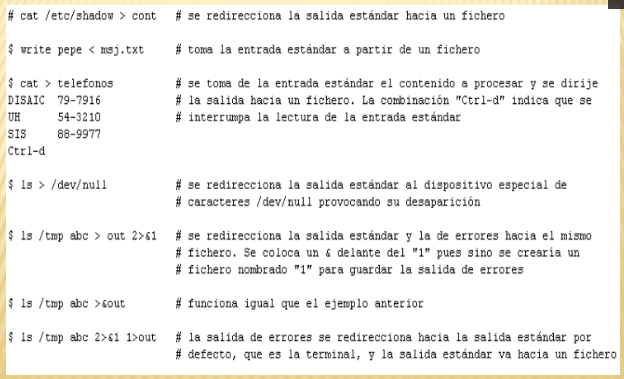 # cat /etc/shadow > cont # se redirecciona la salida estándar hacia un fichero
$ write pepe < msj.txt # toma la entrada estándar a partir de un fichero
$ cat > telefonos # se toma de la entrada estándar el contenido a procesar y se dirije
DISAIC 79-7916 # la salida hacia un fichero. La combinación "Ctrl-d" indica que se
UH 54-3210 # interrumpa la lectura de la entrada estándar
SIS 88-9977
Ctrl-d
$ ls > /dev/null # se redirecciona la salida estándar al dispositivo especial de
# caracteres /dev/null provocando su desaparición
$ ls /tmp abc > out 2>&1 # se redirecciona la salida estándar y la de errores hacia el mismo
# fichero. Se coloca un & delante del "1" pues sino se crearía un
# fichero nombrado "1" para guardar la salida de errores
$ ls /tmp abc >&out # funciona igual que el ejemplo anterior
$ ls /tmp abc 2>&1 1>out # la salida de errores se redirecciona hacia la salida estándar por
# defecto, que es la terminal, y la salida estándar va hacia un fichero